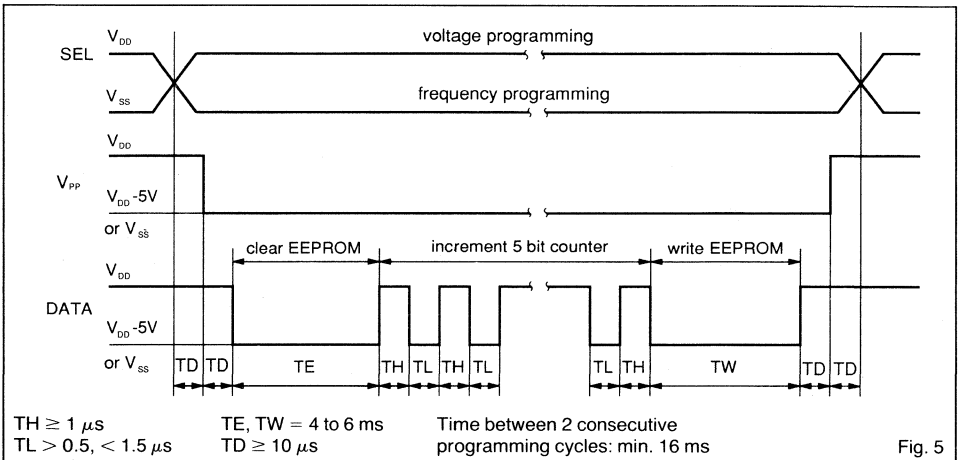 V_DD
voltage programming
SEL
V_SS
frequency programming
V_DD
V_PP
V_DD -5V
or V_SS
clear EEPROM
increment 5 bit counter
write EEPROM
V_DD
DATA
V_DD -5V
or V_SS
TD TD TE TH TL TH TL TL TH TW TD TD
TH ≥ 1 μs
TE, TW = 4 to 6 ms
Time between 2 consecutive
TL > 0.5, < 1.5 μs
TD ≥ 10 μs
programming cycles: min. 16 ms
Fig. 5